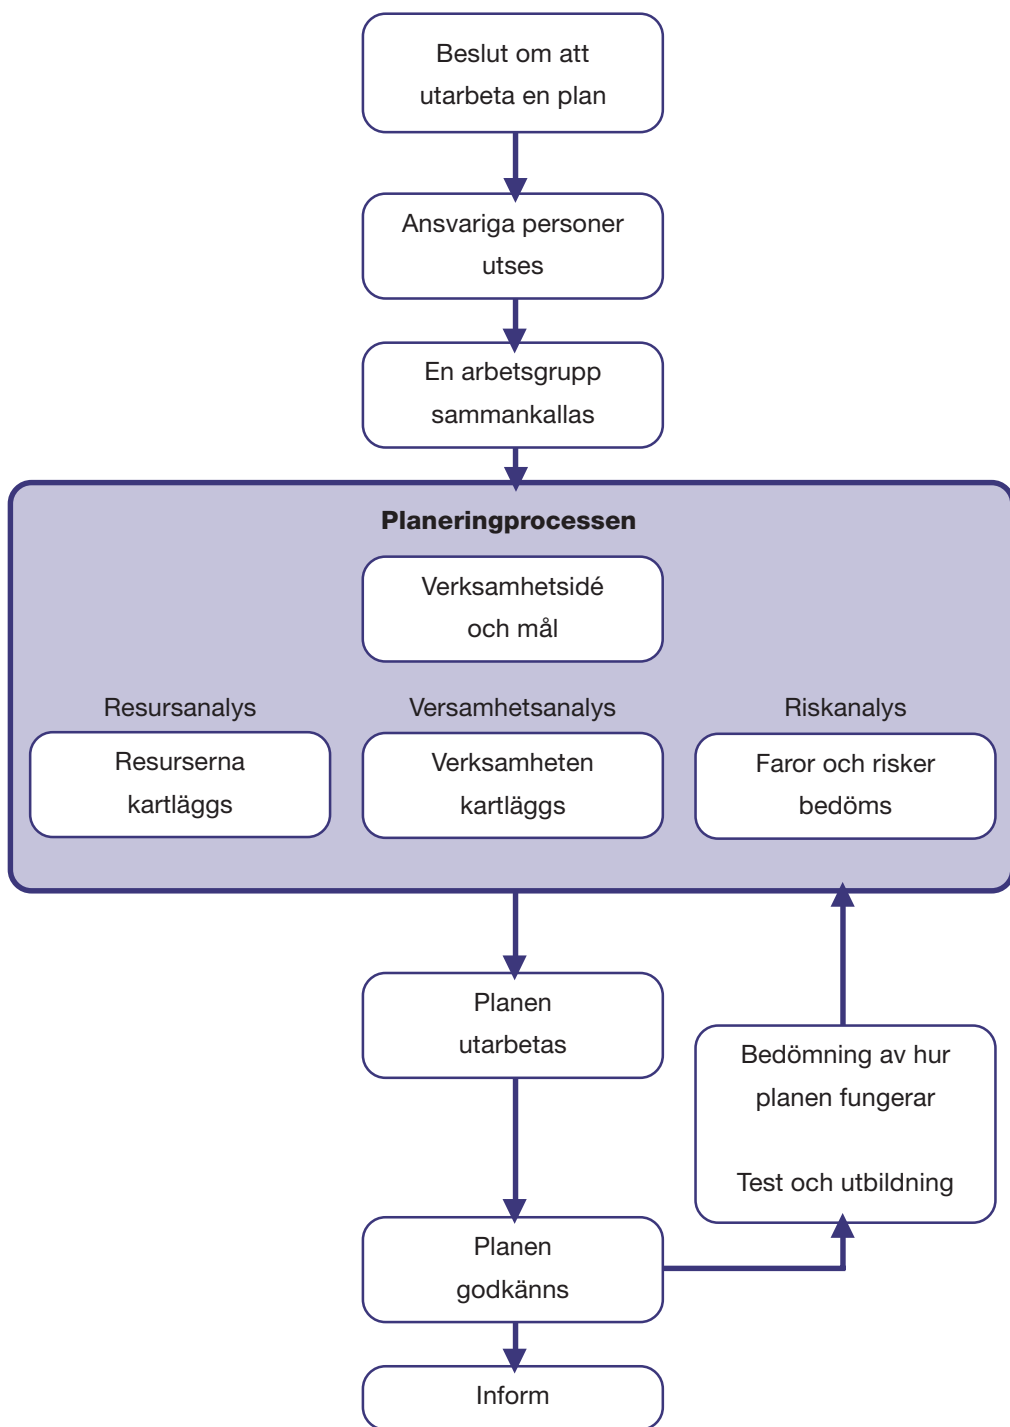 Beslut om att
utarbeta en plan
Ansvariga personer
utses
En arbetsgrupp
sammankallas
Planeringprocessen
Verksamhetsidé
och mål
Resursanalys
Resurserna
kartläggs
Versamhetsanalys
Verksamheten
kartläggs
Riskanalys
Faror och risker
bedöms
Planen
utarbetas
Bedömning av hur
planen fungerar
Test och utbildning
Planen
godkänns
Inform